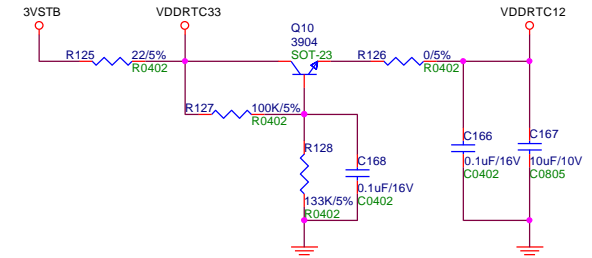 3VSTB
VDDRTC33
VDDRTC12
Q10
3904
SOT-23
R125
22/5%
R0402
R126
0/5%
R0402
R127
100K/5%
R0402
R128
133K/5%
R0402
C168
0.1uF/16V
C0402
C166
0.1uF/16V
C0402
C167
10uF/10V
C0805